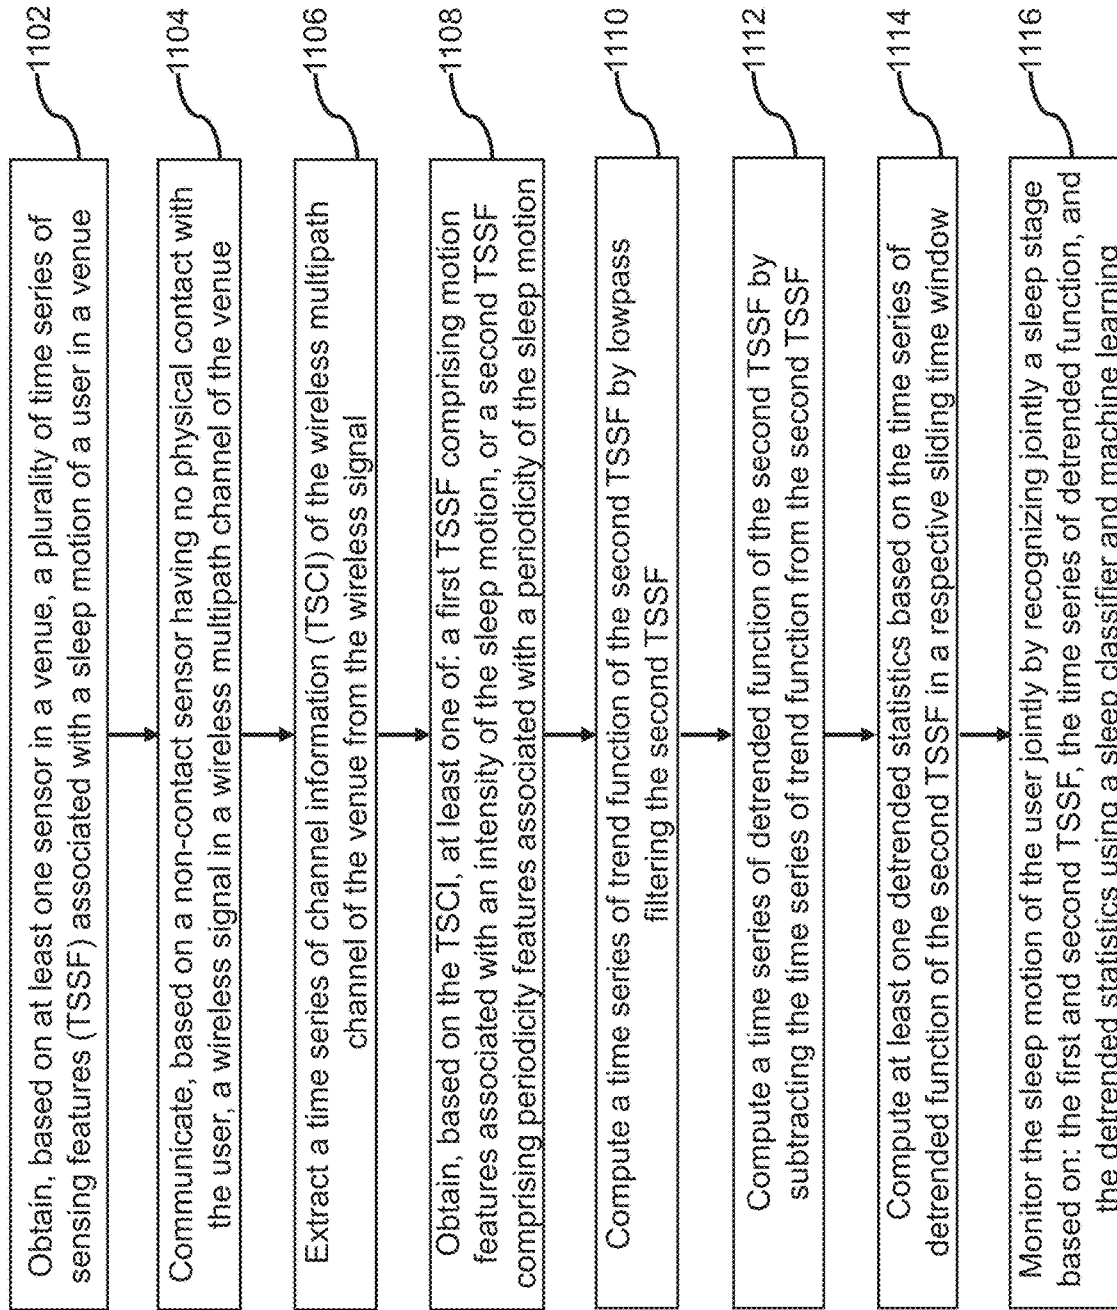 Obtain, based on at least one sensor in a venue, a plurality of time series of
sensing features (TSSF) associated with a sleep motion of a user in a venue
1102
Communicate, based on a non-contact sensor having no physical contact with
the user, a wireless signal in a wireless multipath channel of the venue
1104
Extract a time series of channel information (TSCI) of the wireless multipath
channel of the venue from the wireless signal
1106
Obtain, based on the TSCI, at least one of: a first TSSF comprising motion
features associated with an intensity of the sleep motion, or a second TSSF
comprising periodicity features associated with a periodicity of the sleep motion
1108
Compute a time series of trend function of the second TSSF by lowpass
filtering the second TSSF
1110
Compute a time series of detrended function of the second TSSF by
subtracting the time series of trend function from the second TSSF
1112
Compute at least one detrended statistics based on the time series of
detrended function of the second TSSF in a respective sliding time window
1114
Monitor the sleep motion of the user jointly by recognizing jointly a sleep stage
based on: the first and second TSSF, the time series of detrended function, and
the detrended statistics using a sleep classifier and machine learning
1116